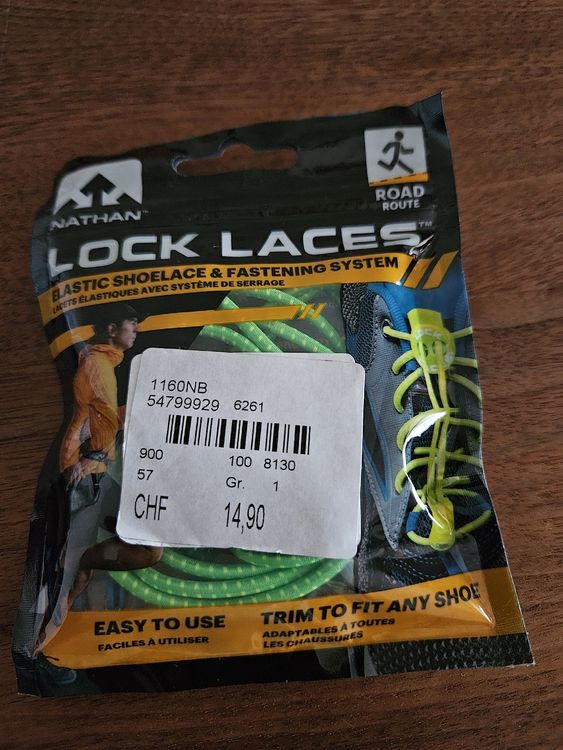 NATHAN
ROAD
ROUTE
LOCK LACES™
ELASTIC SHOELACE & FASTENING SYSTEM
LACETS ÉLASTIQUES AVEC SYSTÈME DE SERRAGE
1160NB
54799929 6261
900 100 8130
57 Gr. 1
CHF 14,90
EASY TO USE
FACILES À UTILISER
TRIM TO FIT ANY SHOE
ADAPTABLES À TOUTES
LES CHAUSSURES